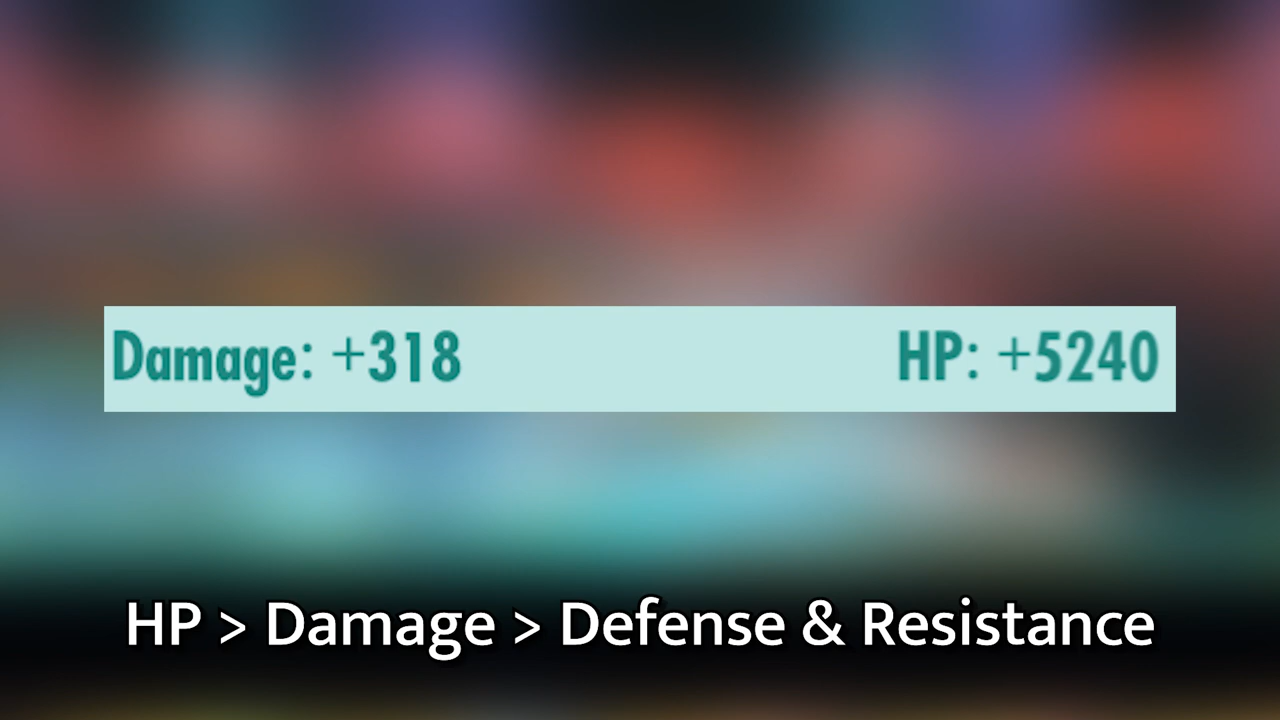 Damage: +318 HP: +5240
HP > Damage > Defense & Resistance